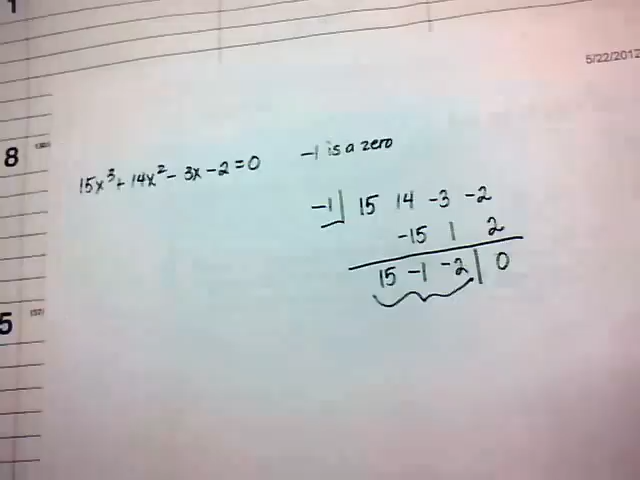 1
5/22/2012
8
15x³ + 14x² - 3x - 2 = 0
-1 is a zero
-1 | 15 14 -3 -2
-15 1 2
15 -1 -2 | 0
5